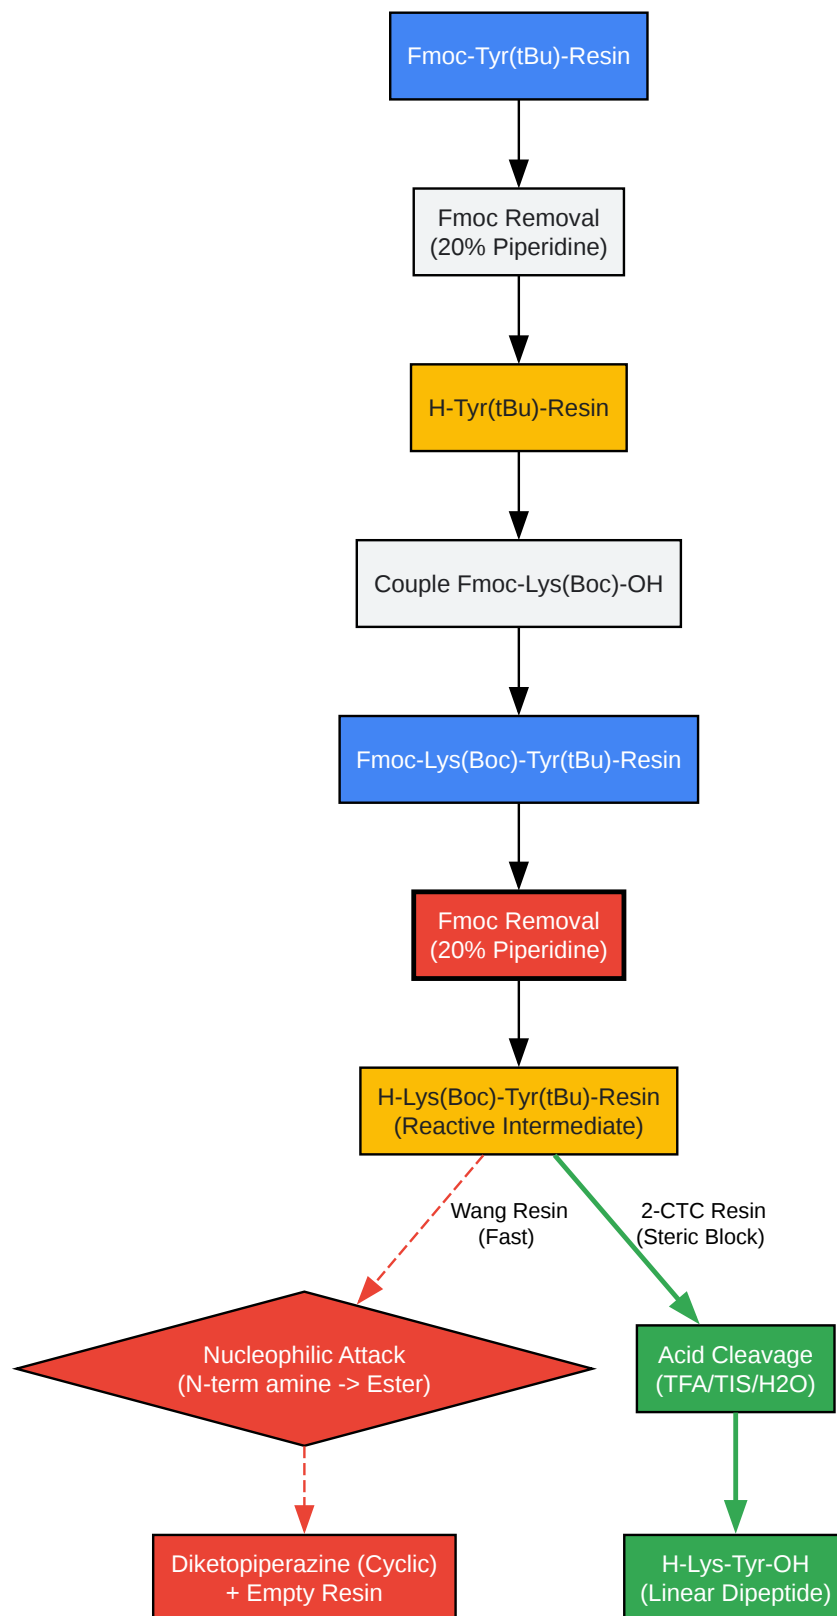 Fmoc-Tyr(tBu)-Resin
Fmoc Removal
(20% Piperidine)
H-Tyr(tBu)-Resin
Couple Fmoc-Lys(Boc)-OH
Fmoc-Lys(Boc)-Tyr(tBu)-Resin
Fmoc Removal
(20% Piperidine)
H-Lys(Boc)-Tyr(tBu)-Resin
(Reactive Intermediate)
Wang Resin
(Fast)
2-CTC Resin
(Steric Block)
Nucleophilic Attack
(N-term amine -> Ester)
Acid Cleavage
(TFA/TIS/H2O)
Diketopiperazine (Cyclic)
+ Empty Resin
H-Lys-Tyr-OH
(Linear Dipeptide)